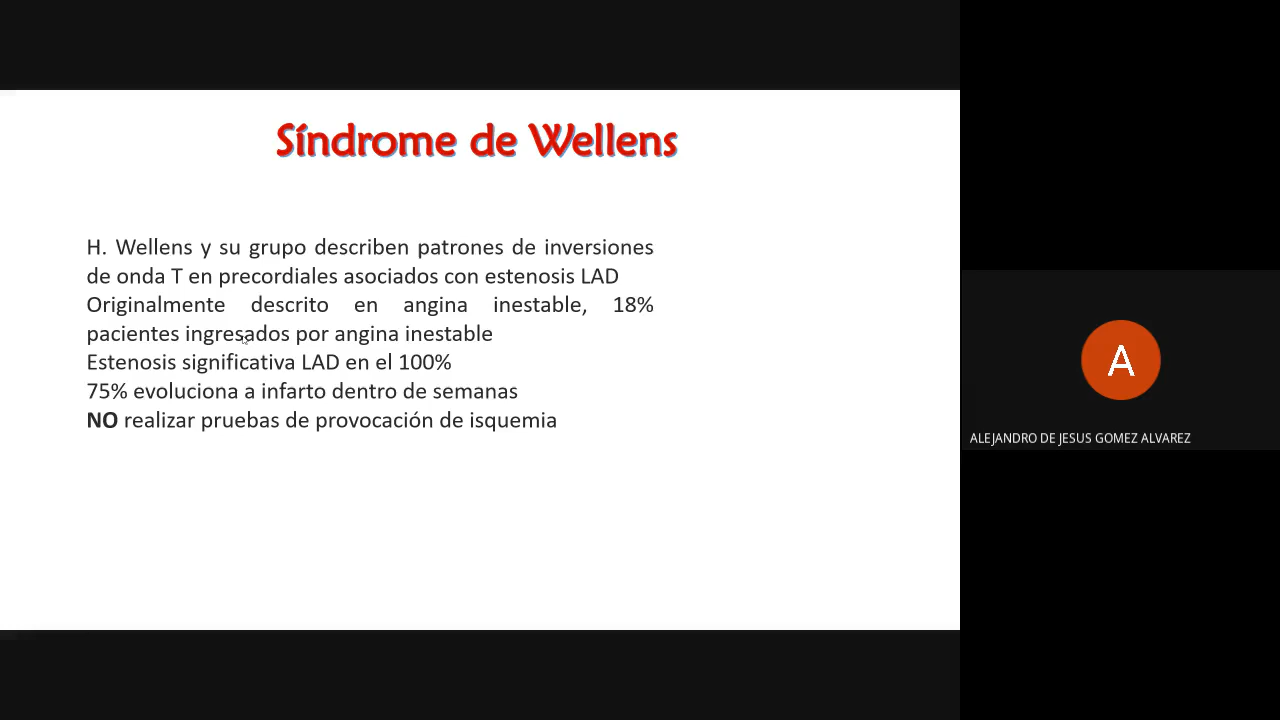 Síndrome de Wellens
H. Wellens y su grupo describen patrones de inversiones
de onda T en precordiales asociados con estenosis LAD
Originalmente descrito en angina inestable, 18%
pacientes ingresados por angina inestable
Estenosis significativa LAD en el 100%
75% evoluciona a infarto dentro de semanas
NO realizar pruebas de provocación de isquemia
A
ALEJANDRO DE JESUS GOMEZ ALVAREZ